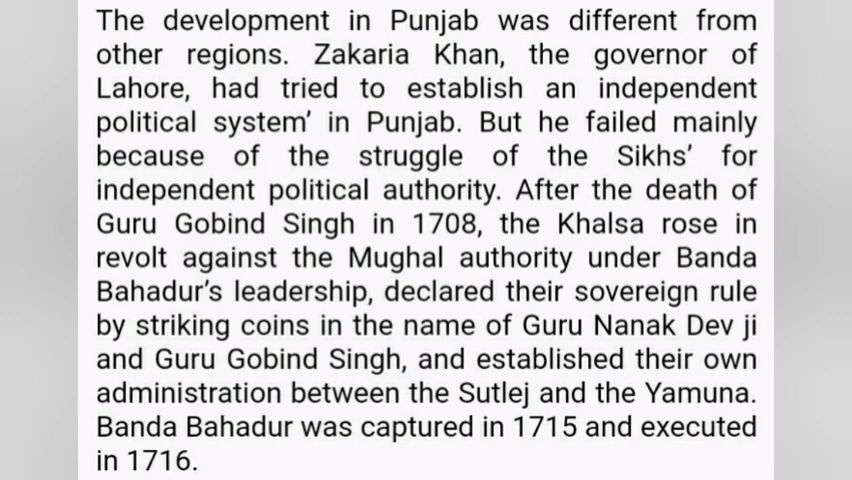 The development in Punjab was different from
other regions. Zakaria Khan, the governor of
Lahore, had tried to establish an independent
political system’ in Punjab. But he failed mainly
because of the struggle of the Sikhs’ for
independent political authority. After the death of
Guru Gobind Singh in 1708, the Khalsa rose in
revolt against the Mughal authority under Banda
Bahadur’s leadership, declared their sovereign rule
by striking coins in the name of Guru Nanak Dev ji
and Guru Gobind Singh, and established their own
administration between the Sutlej and the Yamuna.
Banda Bahadur was captured in 1715 and executed
in 1716.